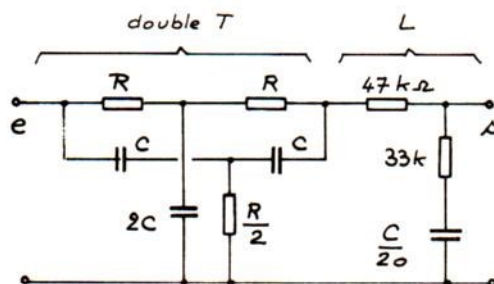 double T L
R R 47kΩ
e s
C C 33k
2C R/2 C/20